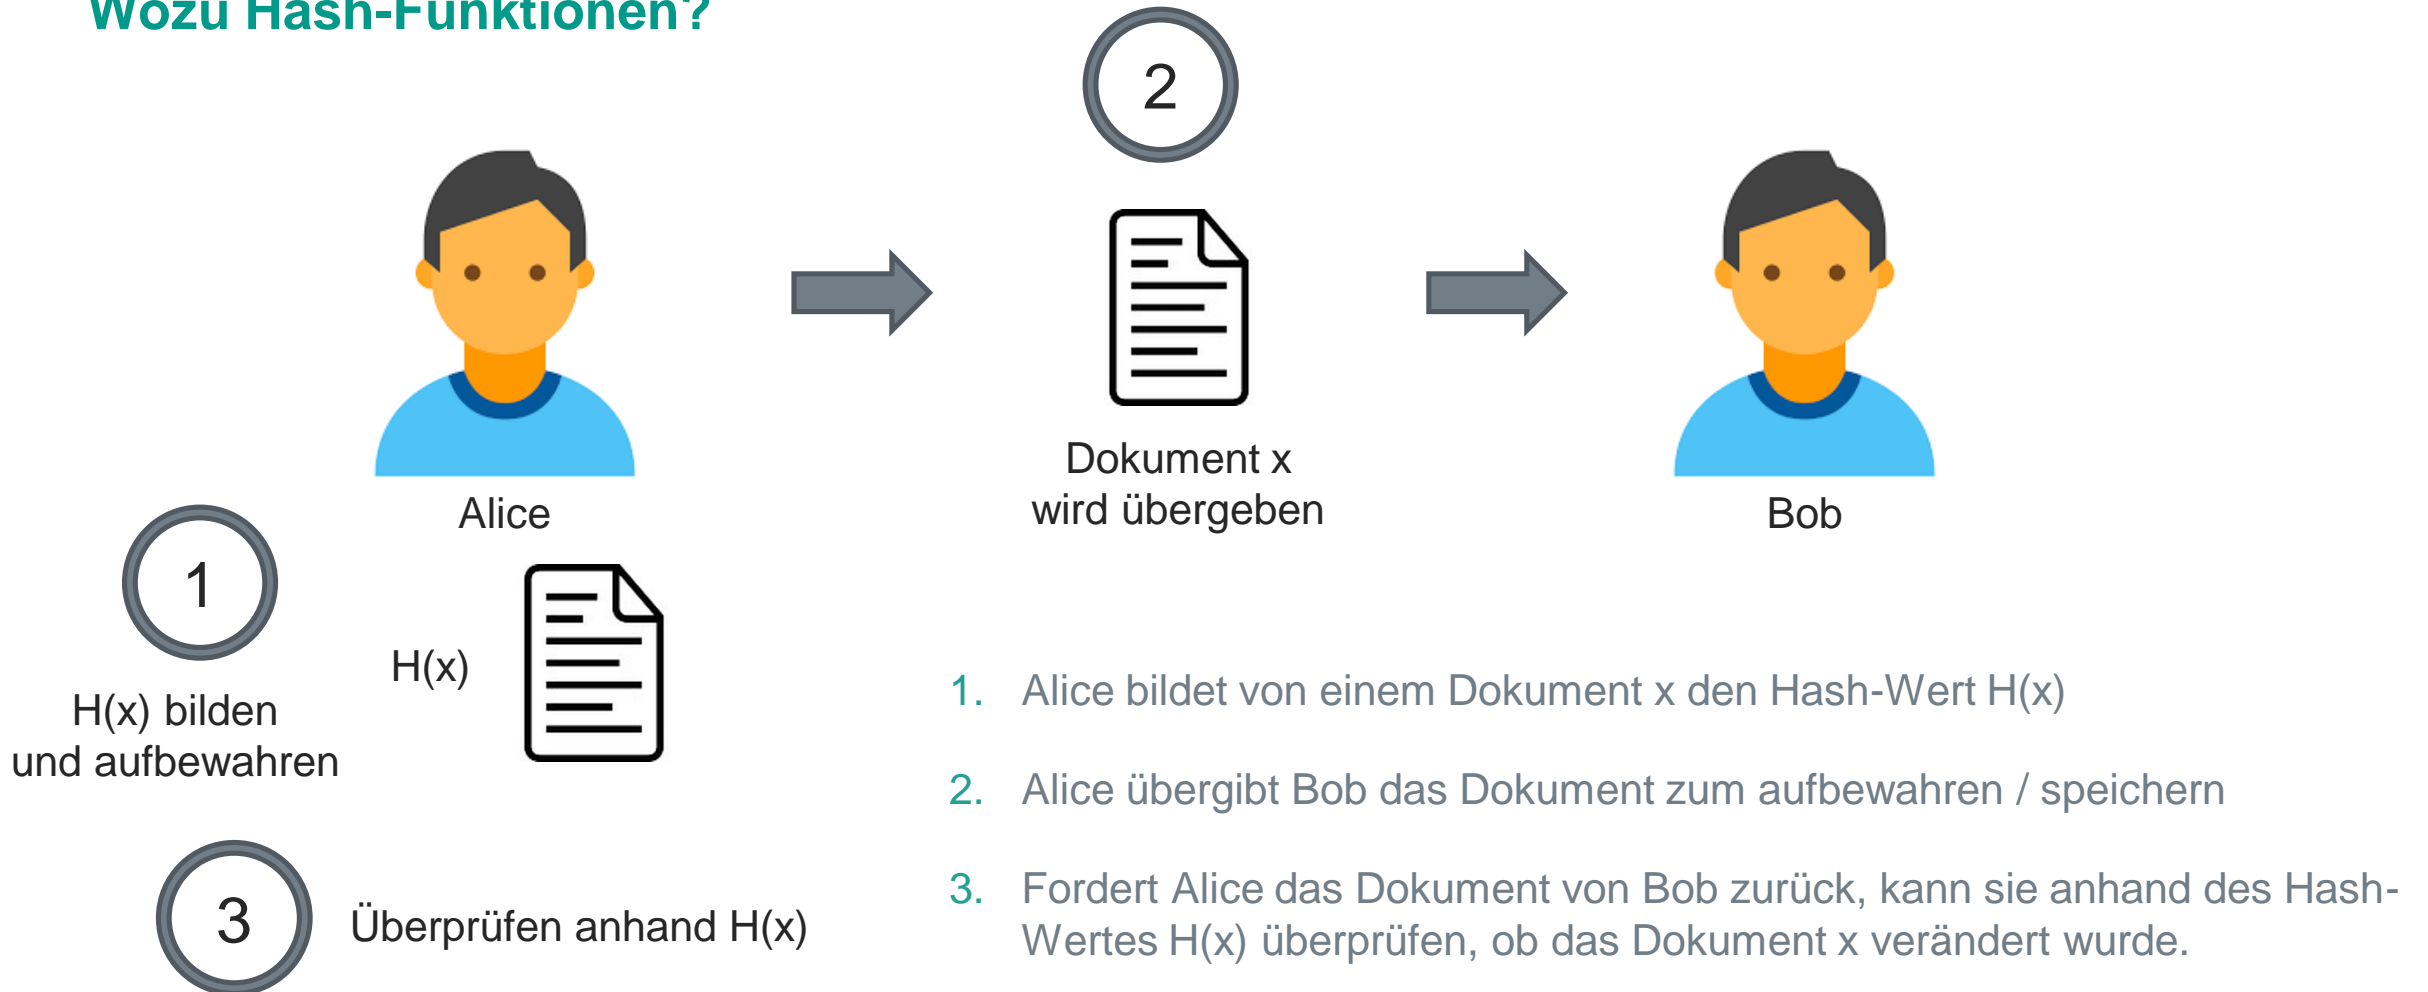 Wozu Hash-Funktionen?
2
Dokument x
wird übergeben
Alice
Bob
1
H(x) bilden
und aufbewahren
H(x)
3
Überprüfen anhand H(x)
1. Alice bildet von einem Dokument x den Hash-Wert H(x)
2. Alice übergibt Bob das Dokument zum aufbewahren / speichern
3. Fordert Alice das Dokument von Bob zurück, kann sie anhand des Hash-
Wertes H(x) überprüfen, ob das Dokument x verändert wurde.